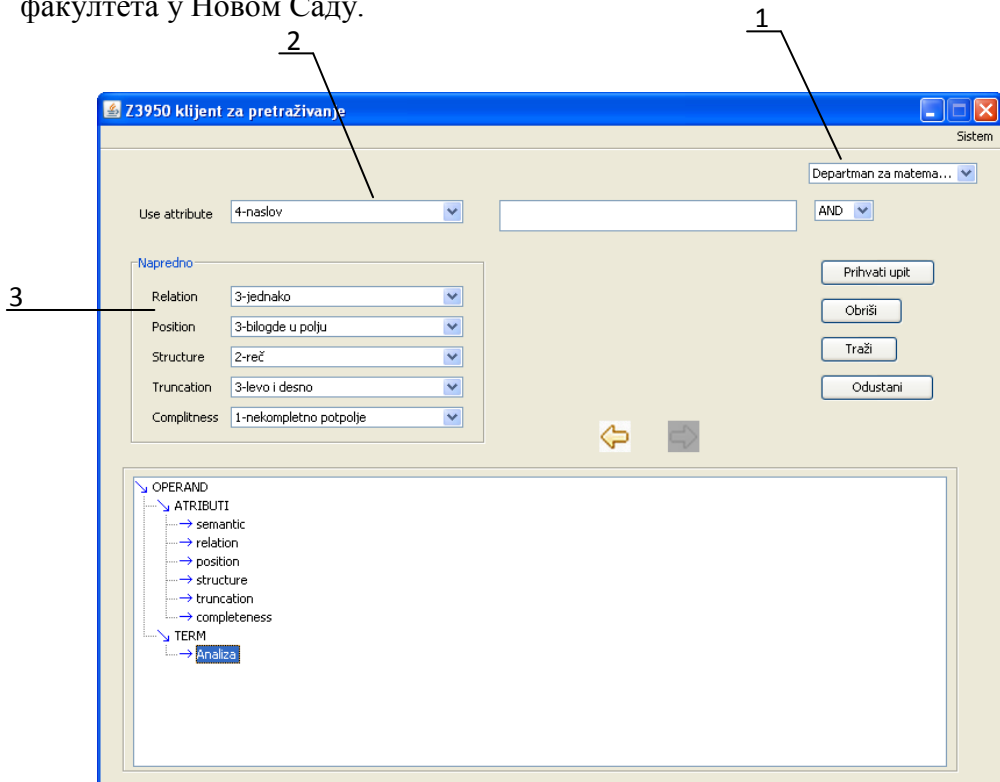 факултета у Новом Саду.
1
2
Z3950 klijent za pretraživanje
Sistem
Departman za matema...
Use attribute 4-naslov AND
Napredno
Prihvati upit
3
Relation 3-jednako
Obriši
Position 3-bilogde u polju
Structure 2-reč
Traži
Truncation 3-levo i desno
Odustani
Complitness 1-nekompletno potpolje
OPERAND
ATRIBUTI
semantic
relation
position
structure
truncation
completeness
TERM
Analiza